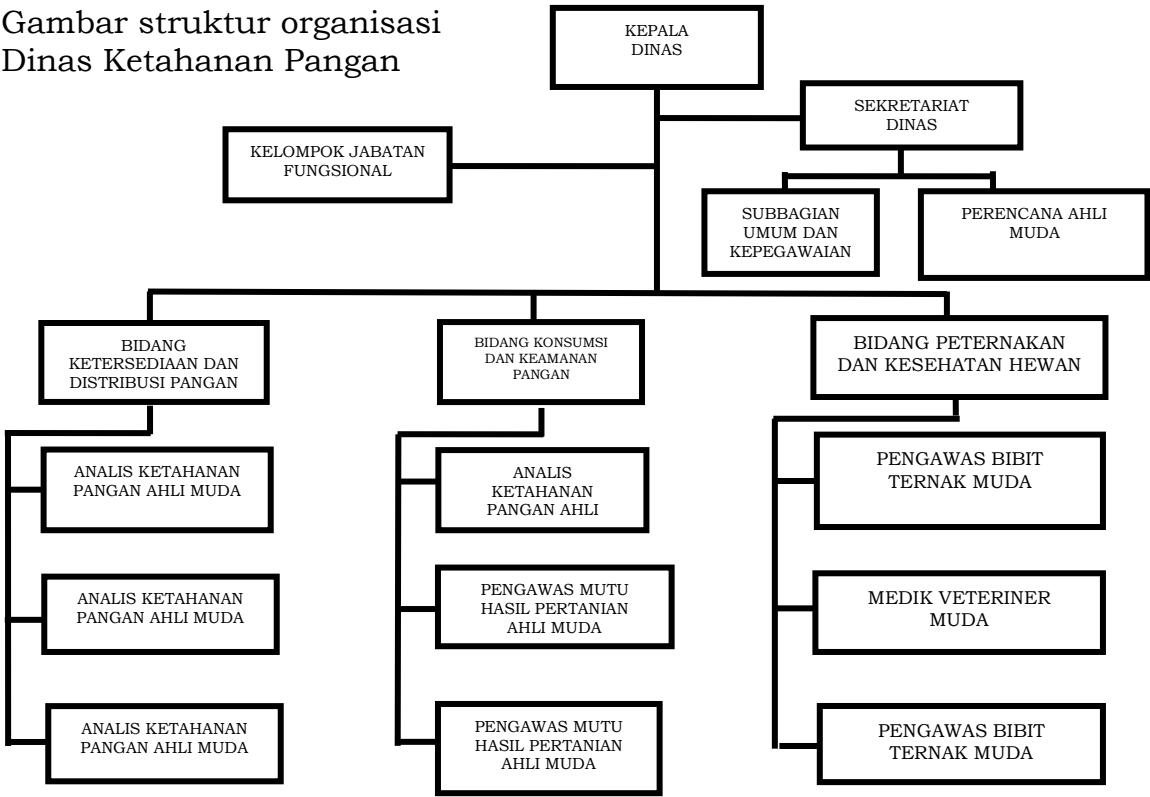 Gambar struktur organisasi
Dinas Ketahanan Pangan
KEPALA
DINAS
SEKRETARIAT
DINAS
KELOMPOK JABATAN
FUNGSIONAL
SUBBAGIAN
UMUM DAN
KEPEGAWAIAN
PERENCANA AHLI
MUDA
BIDANG
KETERSEDIAAN DAN
DISTRIBUSI PANGAN
BIDANG KONSUMSI
DAN KEAMANAN
PANGAN
BIDANG PETERNAKAN
DAN KESEHATAN HEWAN
ANALIS KETAHANAN
PANGAN AHLI MUDA
ANALIS
KETAHANAN
PANGAN AHLI
PENGAWAS BIBIT
TERNAK MUDA
ANALIS KETAHANAN
PANGAN AHLI MUDA
PENGAWAS MUTU
HASIL PERTANIAN
AHLI MUDA
MEDIK VETERINER
MUDA
ANALIS KETAHANAN
PANGAN AHLI MUDA
PENGAWAS MUTU
HASIL PERTANIAN
AHLI MUDA
PENGAWAS BIBIT
TERNAK MUDA